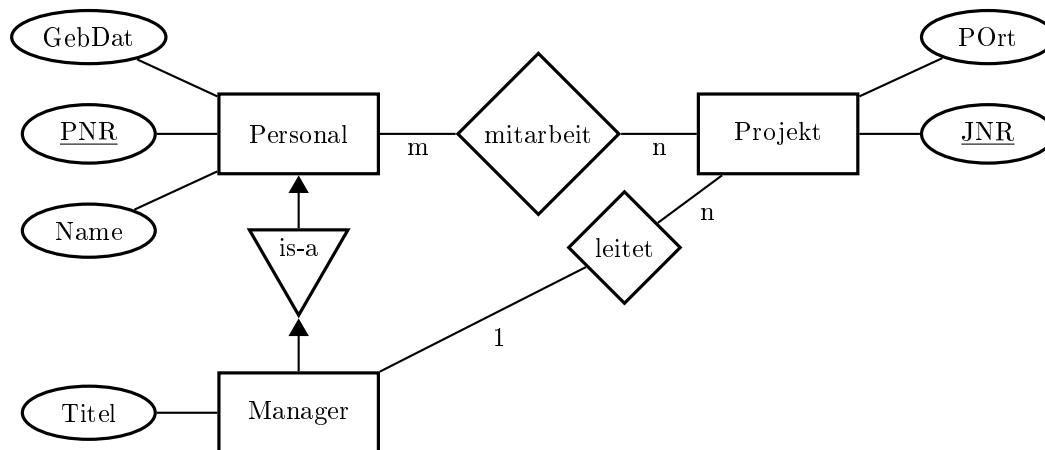 GebDat
POrt
PNR
Personal
mitarbeit
Projekt
JNR
m
n
Name
is-a
leitet
n
1
Titel
Manager